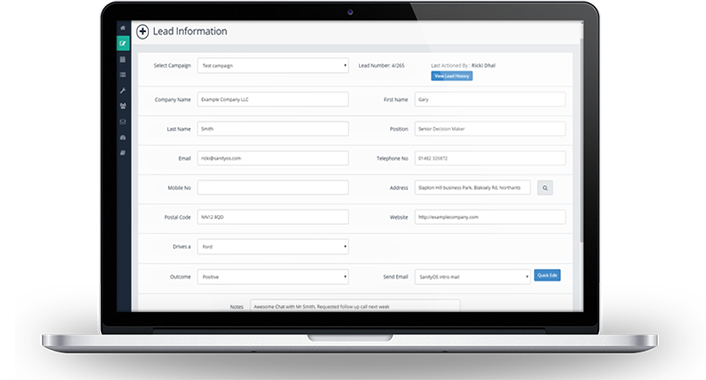 Lead Information
Select Campaign Test campaign Lead Number: 4/265 Last Actioned By : Ricki Dhal
View Lead History
Company Name Example Company LLC First Name Gary
Last Name Smith Position Senior Decision Maker
Email ricki@sanityos.com Telephone No 01482 326872
Mobile No Address Slapton Hill business Park, Blakesly Rd, Northants
Postal Code NN12 8QD Website http://examplecompany.com
Drives a Ford
Outcome Positive Send Email SanityOS intro mail Quick Edit
Notes Awesome Chat with Mr Smith. Requested follow up call next week